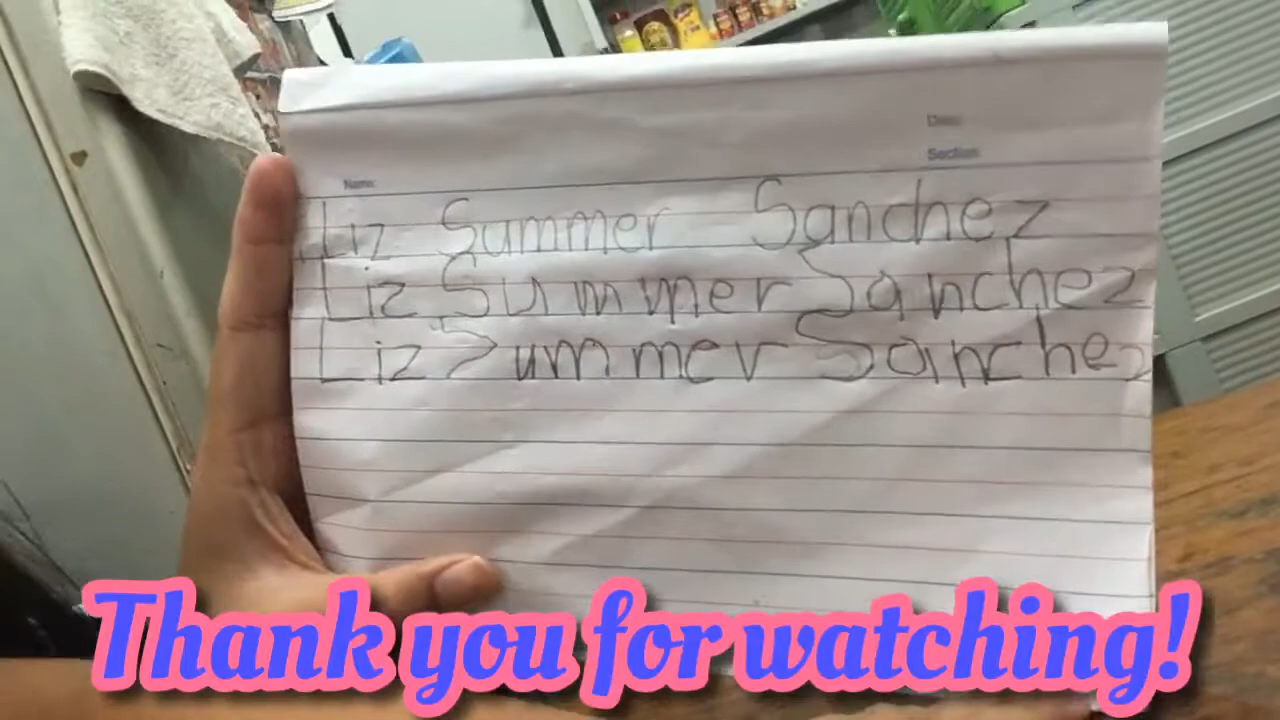 Date:
Section:
Name:
Liz Summer Sanchez
Liz Summer Sanchez
Liz Summer Sanchez
Thank you for watching!